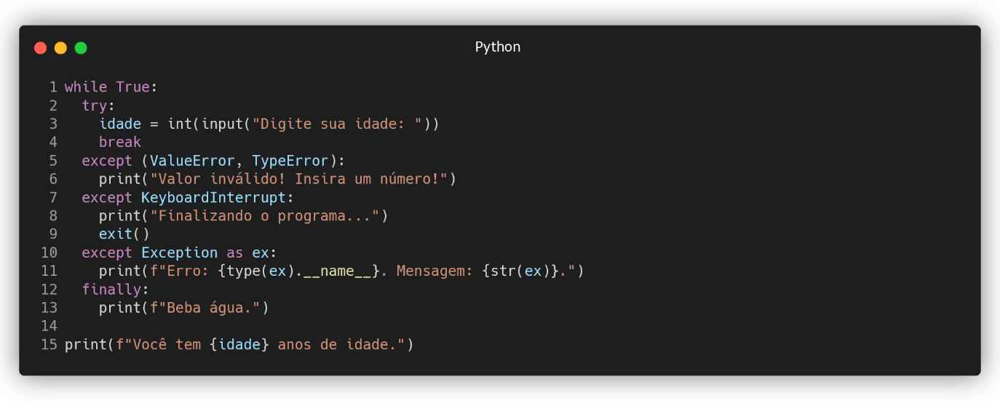 Python
1 while True:
2   try:
3     idade = int(input("Digite sua idade: "))
4     break
5   except (ValueError, TypeError):
6     print("Valor inválido! Insira um número!")
7   except KeyboardInterrupt:
8     print("Finalizando o programa...")
9     exit()
10   except Exception as ex:
11     print(f"Erro: {type(ex).__name__}. Mensagem: {str(ex)}.")
12   finally:
13     print(f"Beba água.")
14
15 print(f"Você tem {idade} anos de idade.")